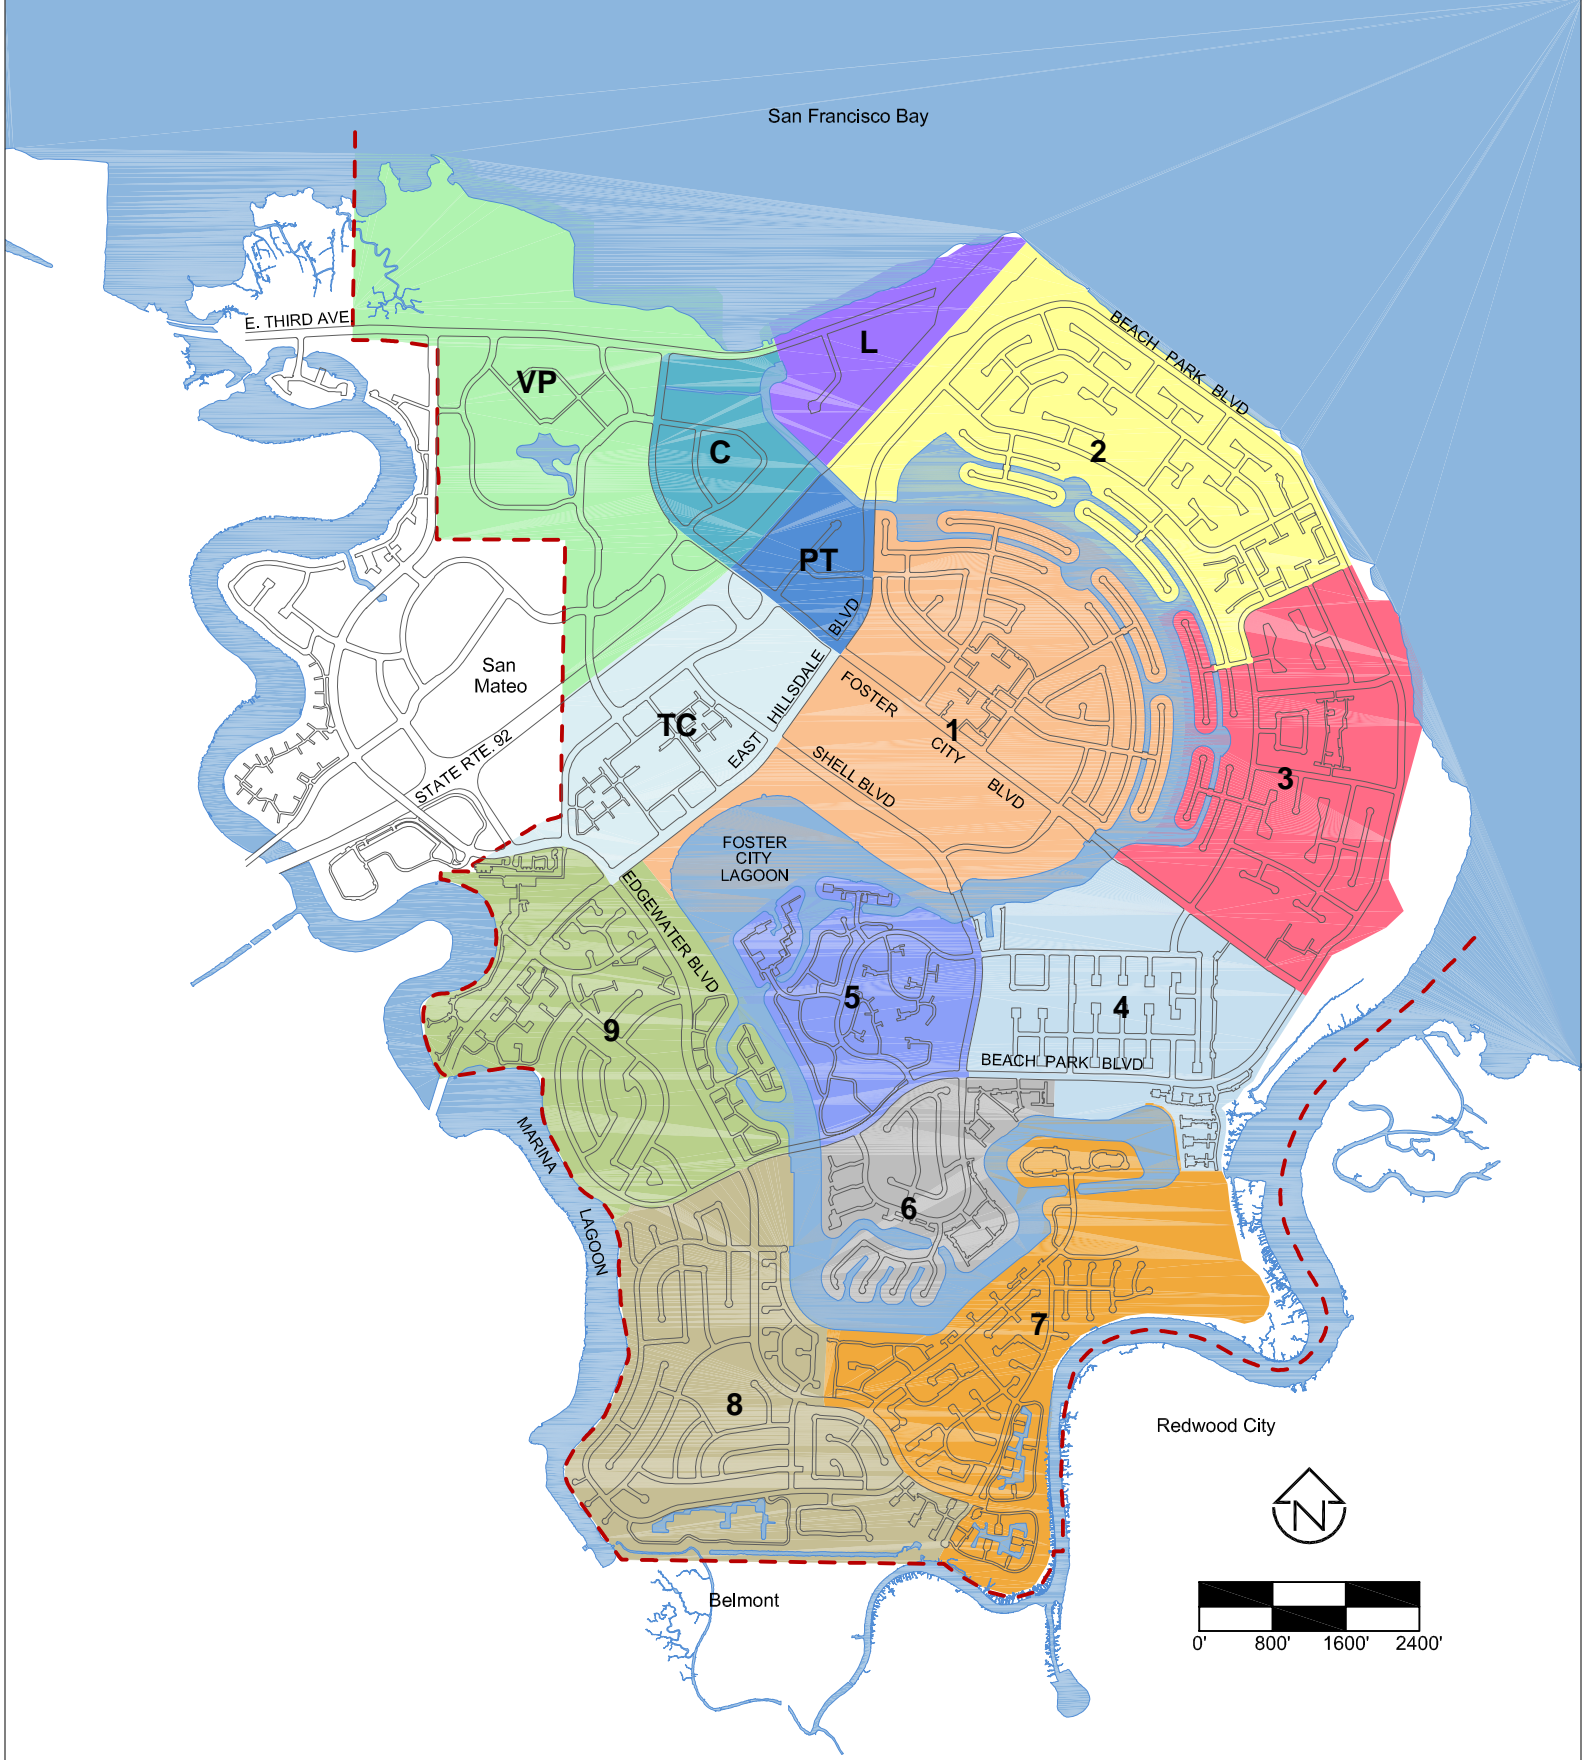 San Francisco Bay
E. THIRD AVE
BEACH PARK BLVD
L
VP
C
2
PT
BLVD
HILLSDALE
EAST
San
Mateo
FOSTER
CITY
BLVD
TC
1
SHELL BLVD
STATE RTE. 92
3
FOSTER
CITY
LAGOON
EDGEWATER BLVD
5
4
9
BEACH PARK BLVD
MARINA
LAGOON
6
7
8
Redwood City
N
Belmont
0' 800' 1600' 2400'